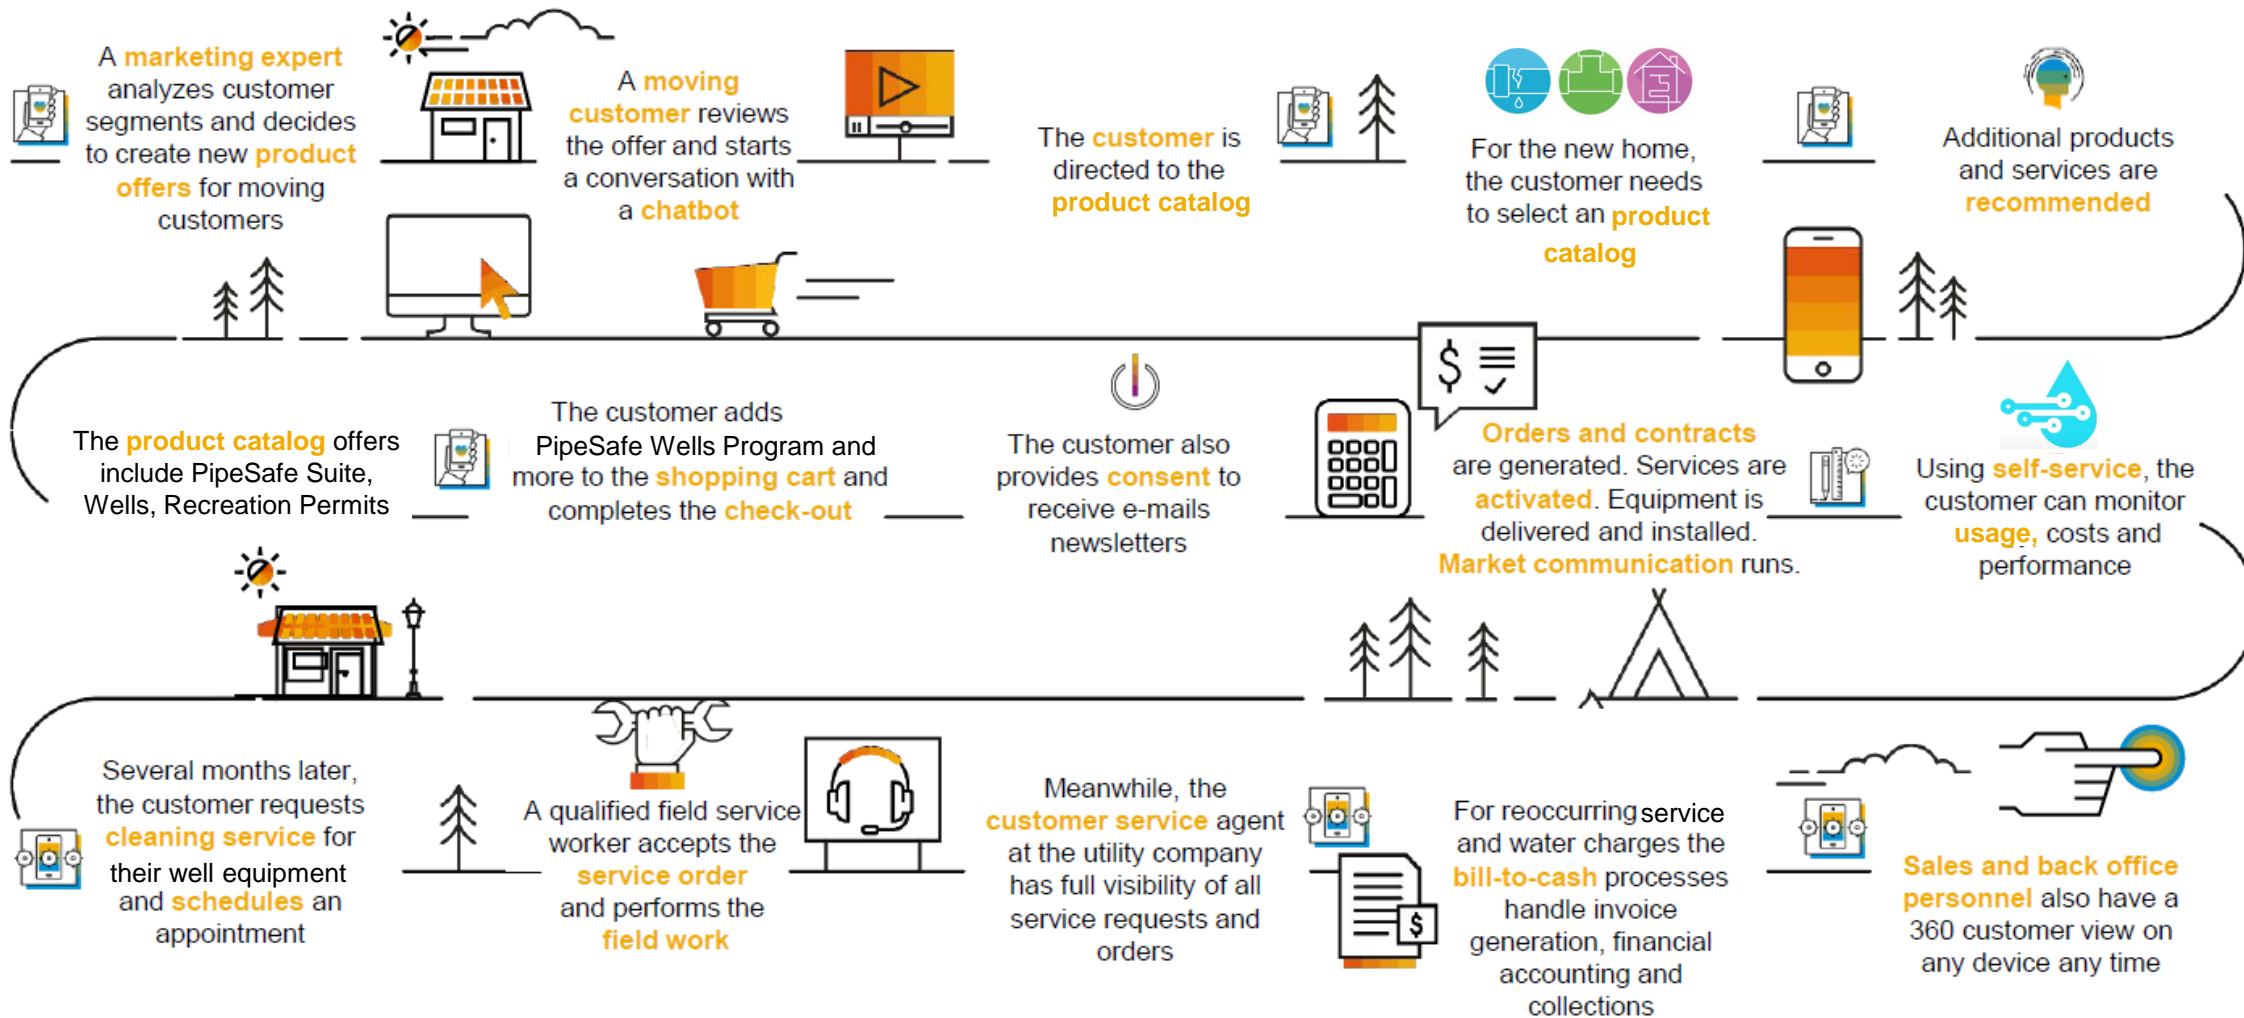 A marketing expert
analyzes customer
segments and decides
to create new product
offers for moving
customers
A moving
customer reviews
the offer and starts
a conversation with
a chatbot
The customer is
directed to the
product catalog
For the new home,
the customer needs
to select an product
catalog
Additional products
and services are
recommended
The product catalog offers
include PipeSafe Suite,
Wells, Recreation Permits
The customer adds
PipeSafe Wells Program and
more to the shopping cart and
completes the check-out
The customer also
provides consent to
receive e-mails
newsletters
$
Orders and contracts
are generated. Services are
activated. Equipment is
delivered and installed.
Market communication runs.
Using self-service, the
customer can monitor
usage, costs and
performance
Several months later,
the customer requests
cleaning service for
their well equipment
and schedules an
appointment
A qualified field service
worker accepts the
service order
and performs the
field work
Meanwhile, the
customer service agent
at the utility company
has full visibility of all
service requests and
orders
$
For reoccurring service
and water charges the
bill-to-cash processes
handle invoice
generation, financial
accounting and
collections
Sales and back office
personnel also have a
360 customer view on
any device any time